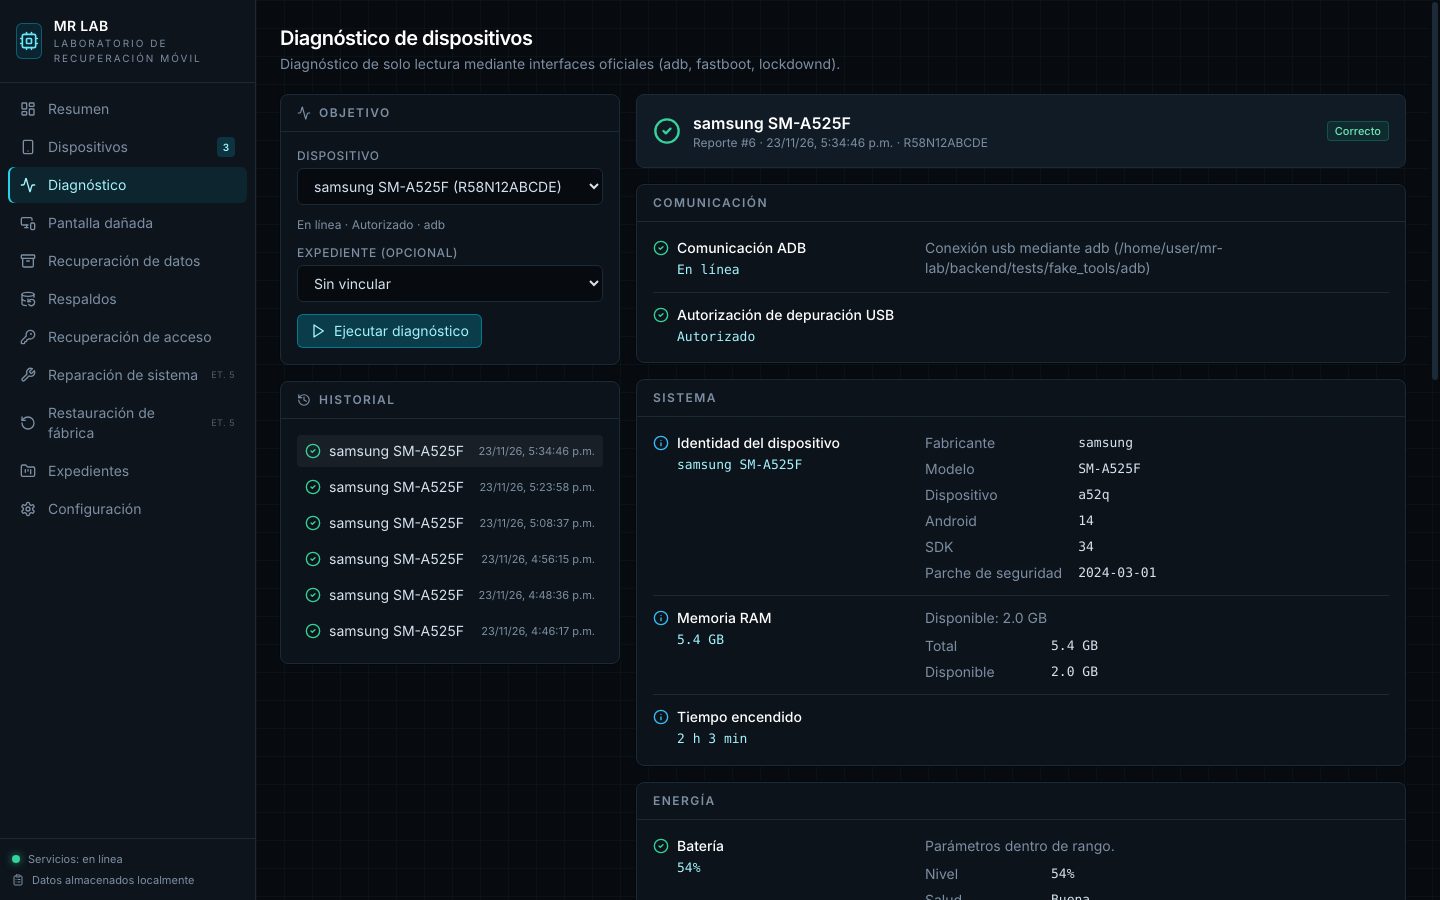 MR LAB
LABORATORIO DE
RECUPERACIÓN MÓVIL
Resumen
Dispositivos 3
Diagnóstico
Pantalla dañada
Recuperación de datos
Respaldos
Recuperación de acceso
Reparación de sistema ET. 5
Restauración de
fábrica ET. 5
Expedientes
Configuración
Servicios: en línea
Datos almacenados localmente
Diagnóstico de dispositivos
Diagnóstico de solo lectura mediante interfaces oficiales (adb, fastboot, lockdownd).
OBJETIVO
DISPOSITIVO
samsung SM-A525F (R58N12ABCDE)
En línea · Autorizado · adb
EXPEDIENTE (OPCIONAL)
Sin vincular
Ejecutar diagnóstico
HISTORIAL
samsung SM-A525F 23/11/26, 5:34:46 p.m.
samsung SM-A525F 23/11/26, 5:23:58 p.m.
samsung SM-A525F 23/11/26, 5:08:37 p.m.
samsung SM-A525F 23/11/26, 4:56:15 p.m.
samsung SM-A525F 23/11/26, 4:48:36 p.m.
samsung SM-A525F 23/11/26, 4:46:17 p.m.
samsung SM-A525F
Reporte #6 · 23/11/26, 5:34:46 p.m. · R58N12ABCDE
Correcto
COMUNICACIÓN
Comunicación ADB
En línea
Conexión usb mediante adb (/home/user/mr-
lab/backend/tests/fake_tools/adb)
Autorización de depuración USB
Autorizado
SISTEMA
Identidad del dispositivo
samsung SM-A525F
Fabricante samsung
Modelo SM-A525F
Dispositivo a52q
Android 14
SDK 34
Parche de seguridad 2024-03-01
Memoria RAM
5.4 GB
Disponible: 2.0 GB
Total 5.4 GB
Disponible 2.0 GB
Tiempo encendido
2 h 3 min
ENERGÍA
Batería
54%
Parámetros dentro de rango.
Nivel 54%
Salud Buena